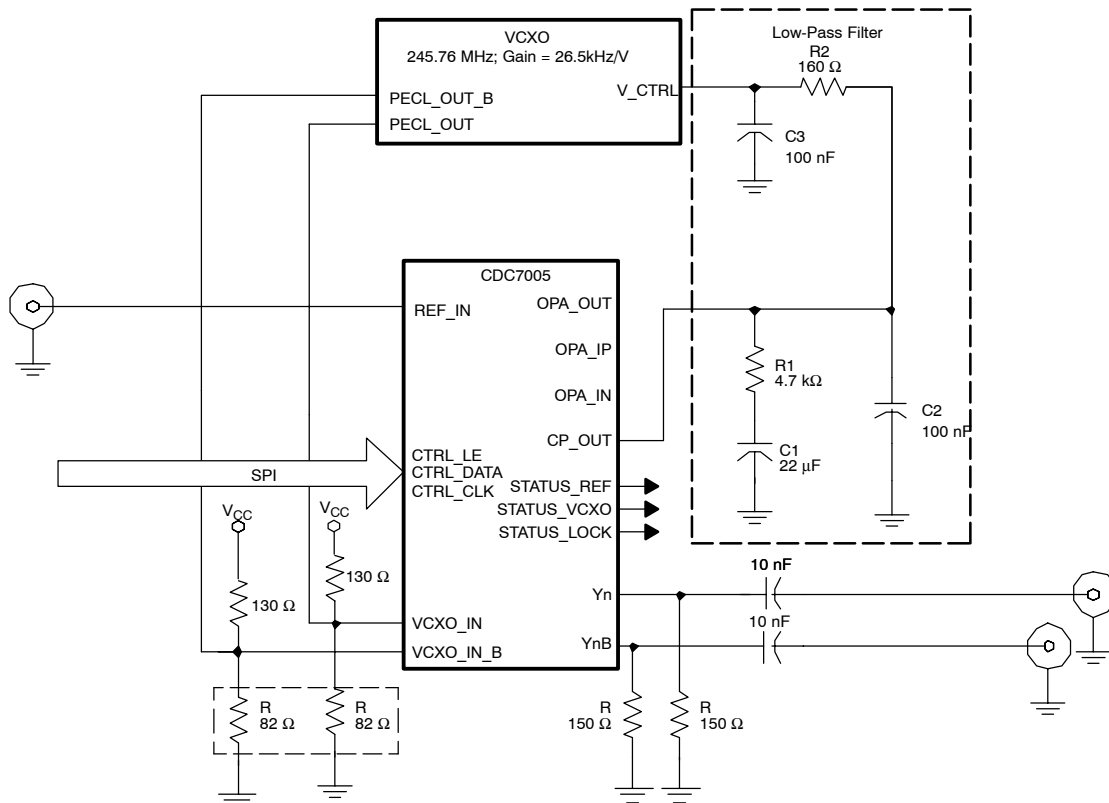 VCXO
245.76 MHz; Gain = 26.5kHz/V
PECL_OUT_B
PECL_OUT
V_CTRL
Low-Pass Filter
R2
160 Ω
C3
100 nF
CDC7005
REF_IN
OPA_OUT
OPA_IP
OPA_IN
CP_OUT
R1
4.7 kΩ
C1
22 μF
C2
100 nF
SPI
CTRL_LE
CTRL_DATA
CTRL_CLK
STATUS_REF
STATUS_VCXO
STATUS_LOCK
VCC
VCC
130 Ω
130 Ω
VCXO_IN
VCXO_IN_B
Yn
YnB
10 nF
10 nF
R
82 Ω
R
82 Ω
R
150 Ω
R
150 Ω